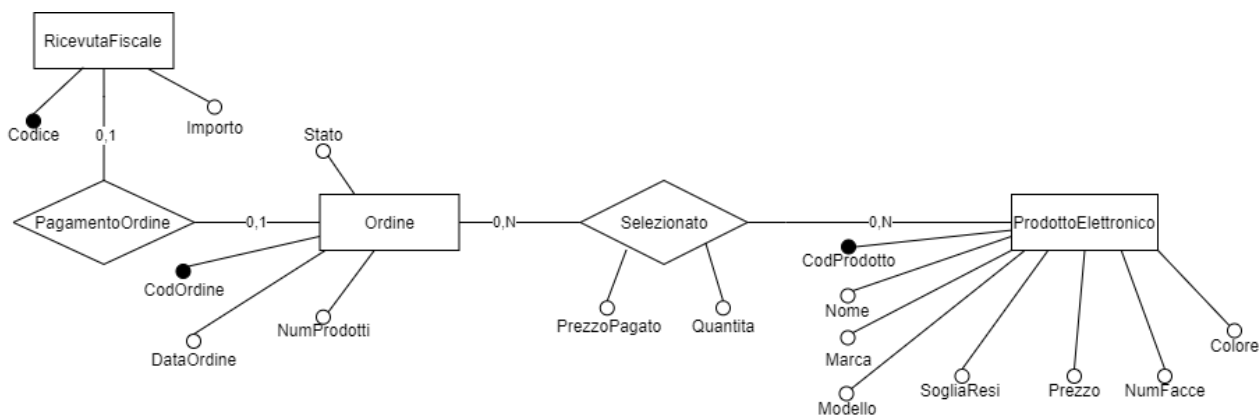 RicevutaFiscale
Codice
0,1
Importo
Stato
PagamentoOrdine
0,1
Ordine
0,N
Selezionato
0,N
ProdottoElettronico
CodOrdine
DataOrdine
NumProdotti
PrezzoPagato
Quantita
CodProdotto
Nome
Marca
Modello
SogliaResi
Prezzo
NumFacce
Colore